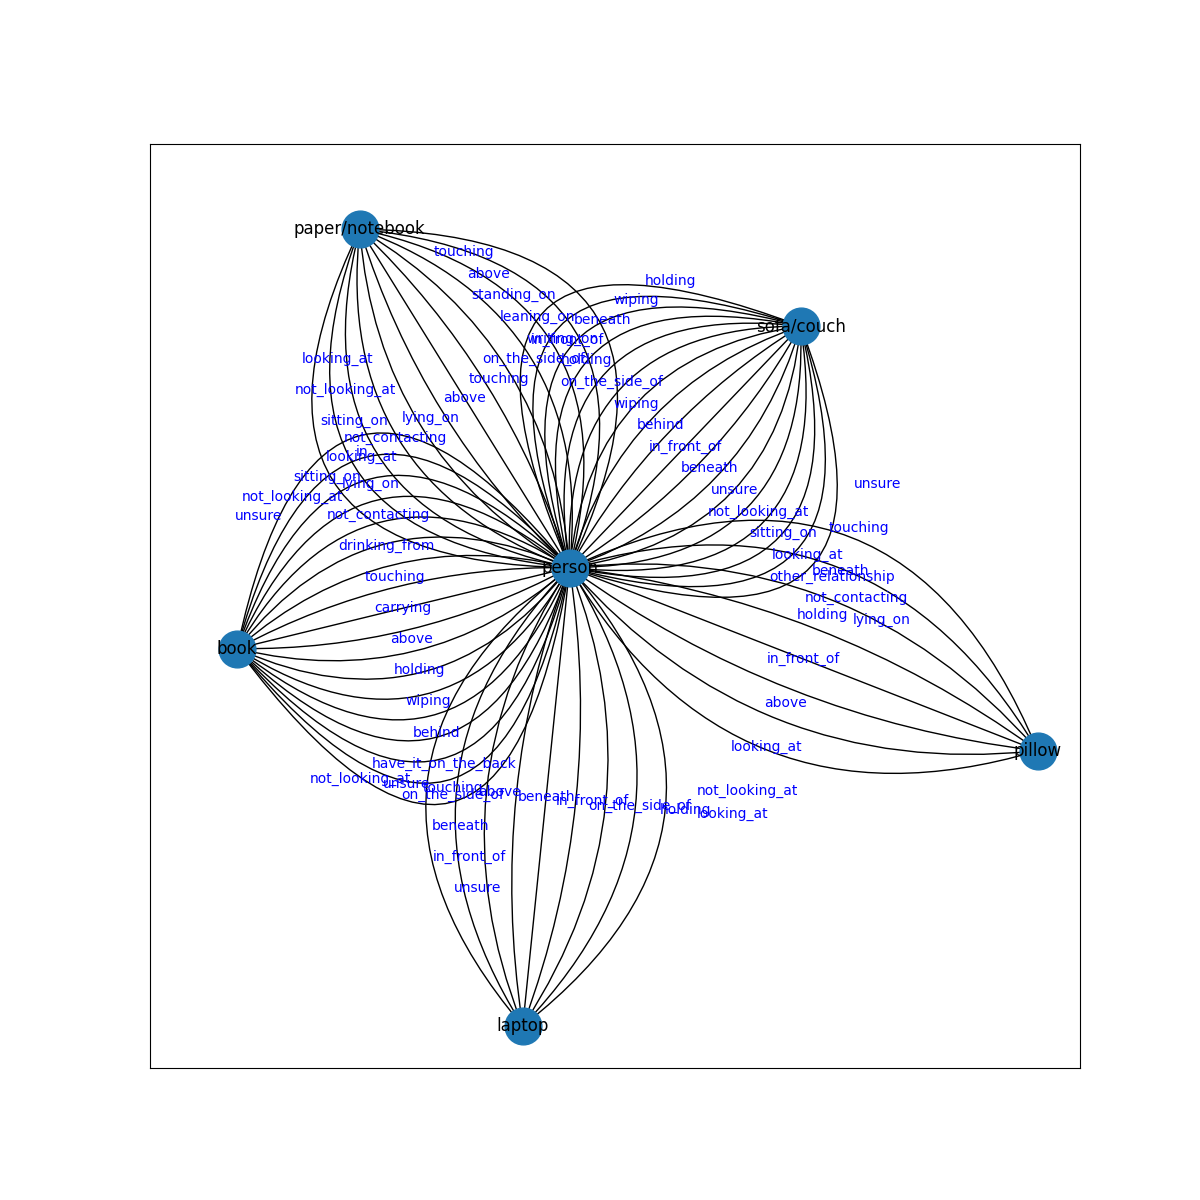 paper/notebook
touching
above
holding
standing_on
wiping
leaning_on
beneath
sofa/couch
in_front_of
looking_at
on_the_side_of
holding
touching
on_the_side_of
not_looking_at
above
wiping
sitting_on
lying_on
behind
not_contacting
in_front_of
in
looking_at
beneath
sitting_on
lying_on
unsure
unsure
not_looking_at
unsure
not_contacting
not_looking_at
touching
sitting_on
drinking_from
looking_at
person
beneath
touching
other_relationship
carrying
not_contacting
holding
lying_on
above
book
in_front_of
holding
wiping
above
behind
looking_at
pillow
have_it_on_the_back
not_looking_at
unsure
touching
above
not_looking_at
on_the_side_of
beneath
in_front_of
on_the_side_of
holding
looking_at
beneath
in_front_of
unsure
laptop